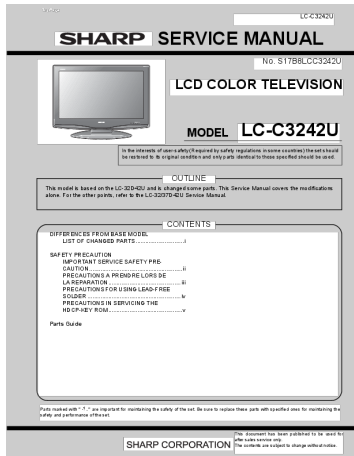 LC-C3242U
SHARP SERVICE MANUAL
No. S17B8LCC3242U
LCD COLOR TELEVISION
MODEL LC-C3242U
In the interests of user-safety (Required by safety regulations in some countries) the set should
be restored to its original condition and only parts identical to those specified should be used.
OUTLINE
This model is based on the LC-32D42U and is changed some parts. This Service Manual covers the modifications
alone. For the other points, refer to the LC-32/37D42U Service Manual.
CONTENTS
DIFFERENCES FROM BASE MODEL
LIST OF CHANGED PARTS ............................i
SAFETY PRECAUTION
IMPORTANT SERVICE SAFETY PRE-
CAUTION.....................................................ii
PRECAUTIONS A PRENDRE LORS DE
LA REPARATION ..........................................iii
PRECAUTIONS FOR USING LEAD-FREE
SOLDER ......................................................iv
PRECAUTIONS IN SERVICING THE
HDCP-KEY ROM..........................................v
Parts Guide
Parts marked with " " are important for maintaining the safety of the set. Be sure to replace these parts with specified ones for maintaining the
safety and performance of the set.
SHARP CORPORATION
This document has been published to be used for
after sales service only.
The contents are subject to change without notice.